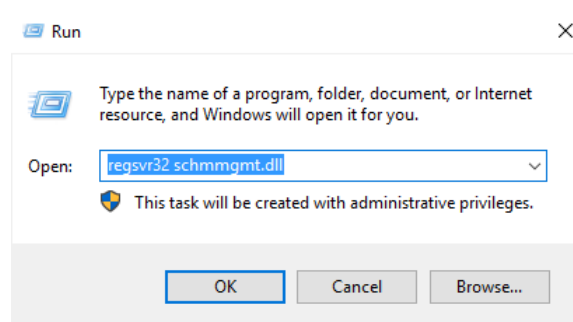 Run
Type the name of a program, folder, document, or Internet
resource, and Windows will open it for you.
Open: regsvr32 schmmgmt.dll
This task will be created with administrative privileges.
OK Cancel Browse...